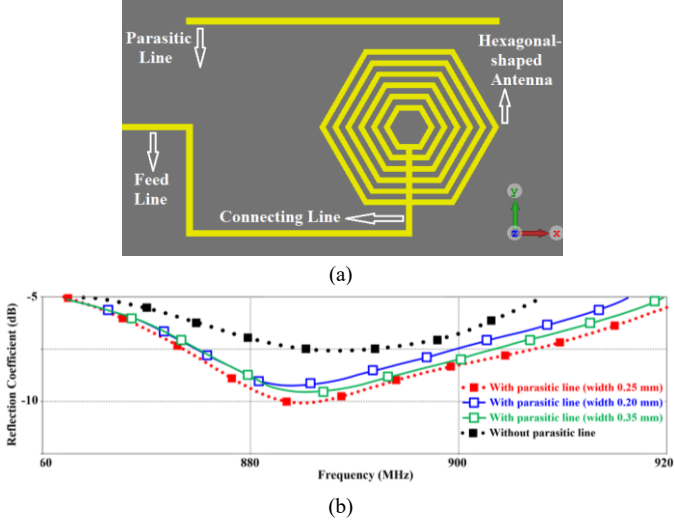 Parasitic
Line
Hexagonal-
shaped
Antenna
Feed
Line
Connecting Line
y
z
x
(a)
-5
-10
Reflection Coefficient (dB)
With parasitic line (width 0.25 mm)
With parasitic line (width 0.20 mm)
With parasitic line (width 0.35 mm)
Without parasitic line
60
880
900
920
Frequency (MHz)
(b)